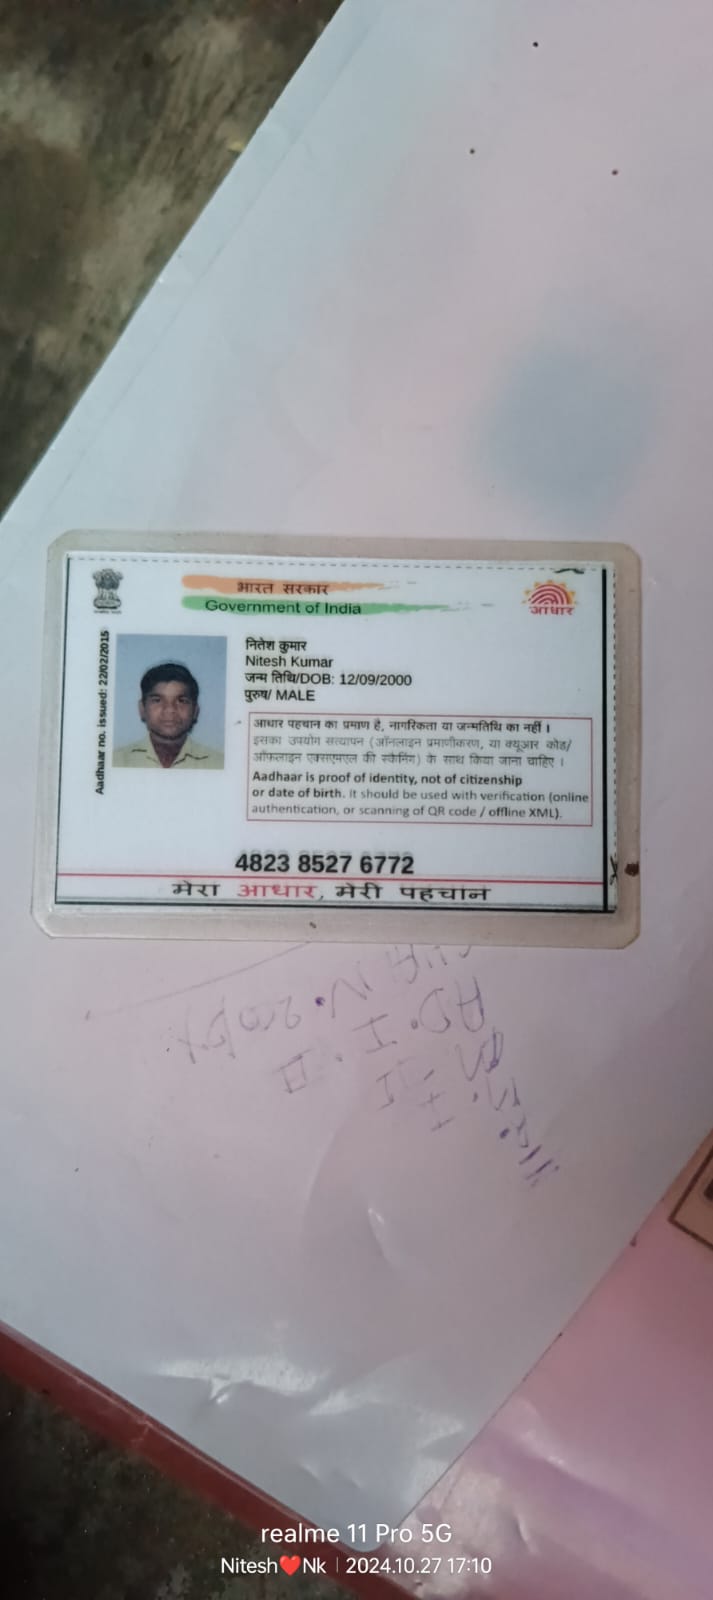 भारत सरकार
Government of India
आधार
Aadhaar no. issued: 22/02/2015
नितेश कुमार
Nitesh Kumar
जन्म तिथि/DOB: 12/09/2000
पुरुष/ MALE
आधार पहचान का प्रमाण है, नागरिकता या जन्मतिथि का नहीं ।
इसका उपयोग सत्यापन (ऑनलाइन प्रमाणीकरण, या क्यूआर कोड/
ऑफ़लाइन एक्सएमएल की स्कैनिंग) के साथ किया जाना चाहिए ।
Aadhaar is proof of identity, not of citizenship
or date of birth. It should be used with verification (online
authentication, or scanning of QR code / offline XML).
4823 8527 6772
मेरा आधार, मेरी पहचान
realme 11 Pro 5G
Nitesh❤️Nk | 2024.10.27 17:10